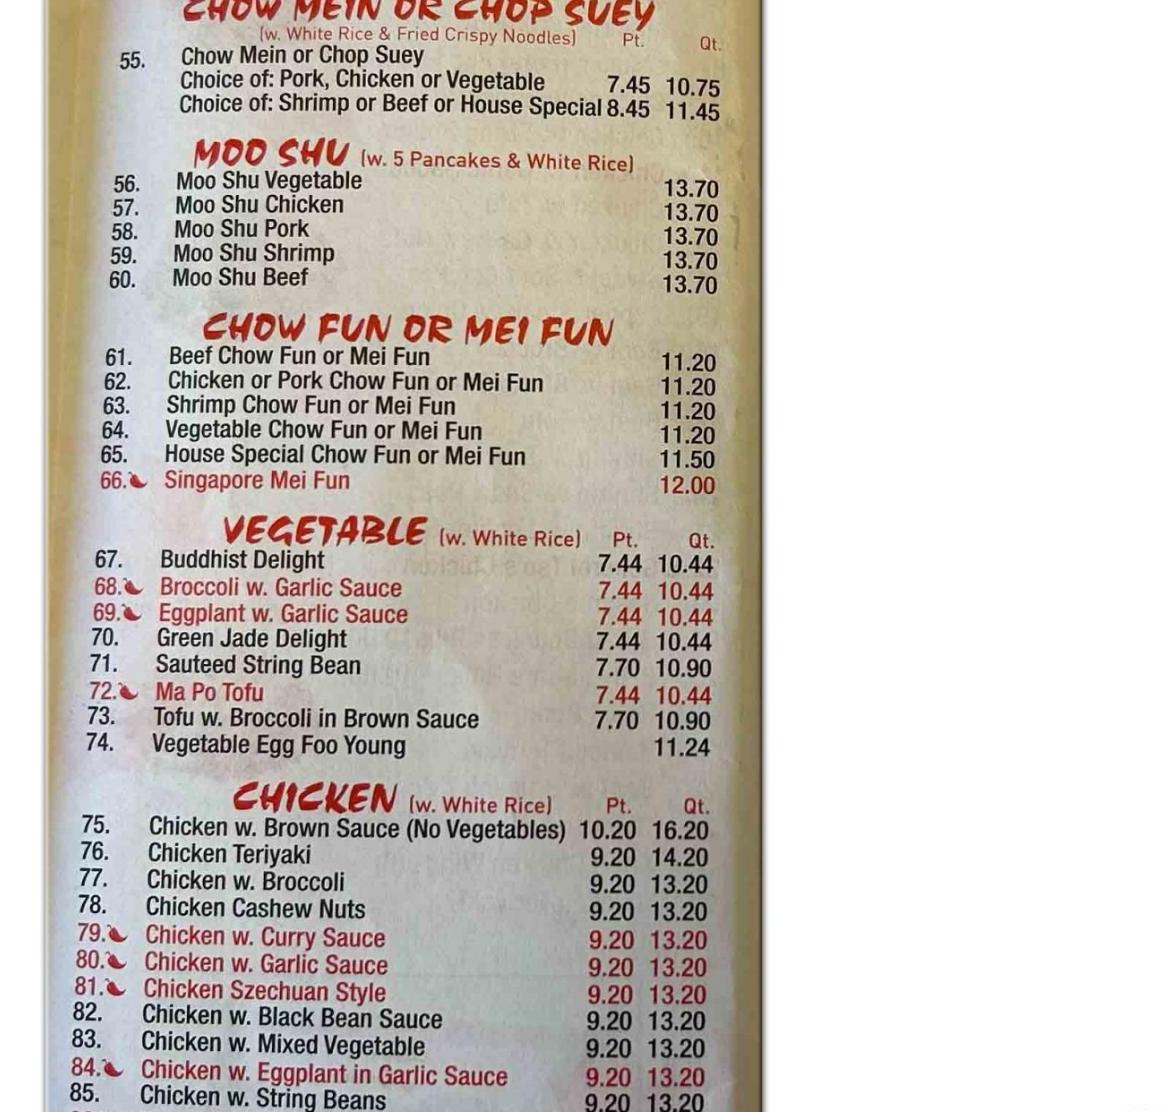 CHOW MEIN OR CHOP SUEY
(w. White Rice & Fried Crispy Noodles) Pt. Qt.
55. Chow Mein or Chop Suey
Choice of: Pork, Chicken or Vegetable 7.45 10.75
Choice of: Shrimp or Beef or House Special 8.45 11.45
MOO SHU (w. 5 Pancakes & White Rice)
56. Moo Shu Vegetable 13.70
57. Moo Shu Chicken 13.70
58. Moo Shu Pork 13.70
59. Moo Shu Shrimp 13.70
60. Moo Shu Beef 13.70
CHOW FUN OR MEI FUN
61. Beef Chow Fun or Mei Fun 11.20
62. Chicken or Pork Chow Fun or Mei Fun 11.20
63. Shrimp Chow Fun or Mei Fun 11.20
64. Vegetable Chow Fun or Mei Fun 11.20
65. House Special Chow Fun or Mei Fun 11.50
66. Singapore Mei Fun 12.00
VEGETABLE (w. White Rice) Pt. Qt.
67. Buddhist Delight 7.44 10.44
68. Broccoli w. Garlic Sauce 7.44 10.44
69. Eggplant w. Garlic Sauce 7.44 10.44
70. Green Jade Delight 7.44 10.44
71. Sauteed String Bean 7.70 10.90
72. Ma Po Tofu 7.44 10.44
73. Tofu w. Broccoli in Brown Sauce 7.70 10.90
74. Vegetable Egg Foo Young 11.24
CHICKEN (w. White Rice) Pt. Qt.
75. Chicken w. Brown Sauce (No Vegetables) 10.20 16.20
76. Chicken Teriyaki 9.20 14.20
77. Chicken w. Broccoli 9.20 13.20
78. Chicken Cashew Nuts 9.20 13.20
79. Chicken w. Curry Sauce 9.20 13.20
80. Chicken w. Garlic Sauce 9.20 13.20
81. Chicken Szechuan Style 9.20 13.20
82. Chicken w. Black Bean Sauce 9.20 13.20
83. Chicken w. Mixed Vegetable 9.20 13.20
84. Chicken w. Eggplant in Garlic Sauce 9.20 13.20
85. Chicken w. String Beans 9.20 13.20